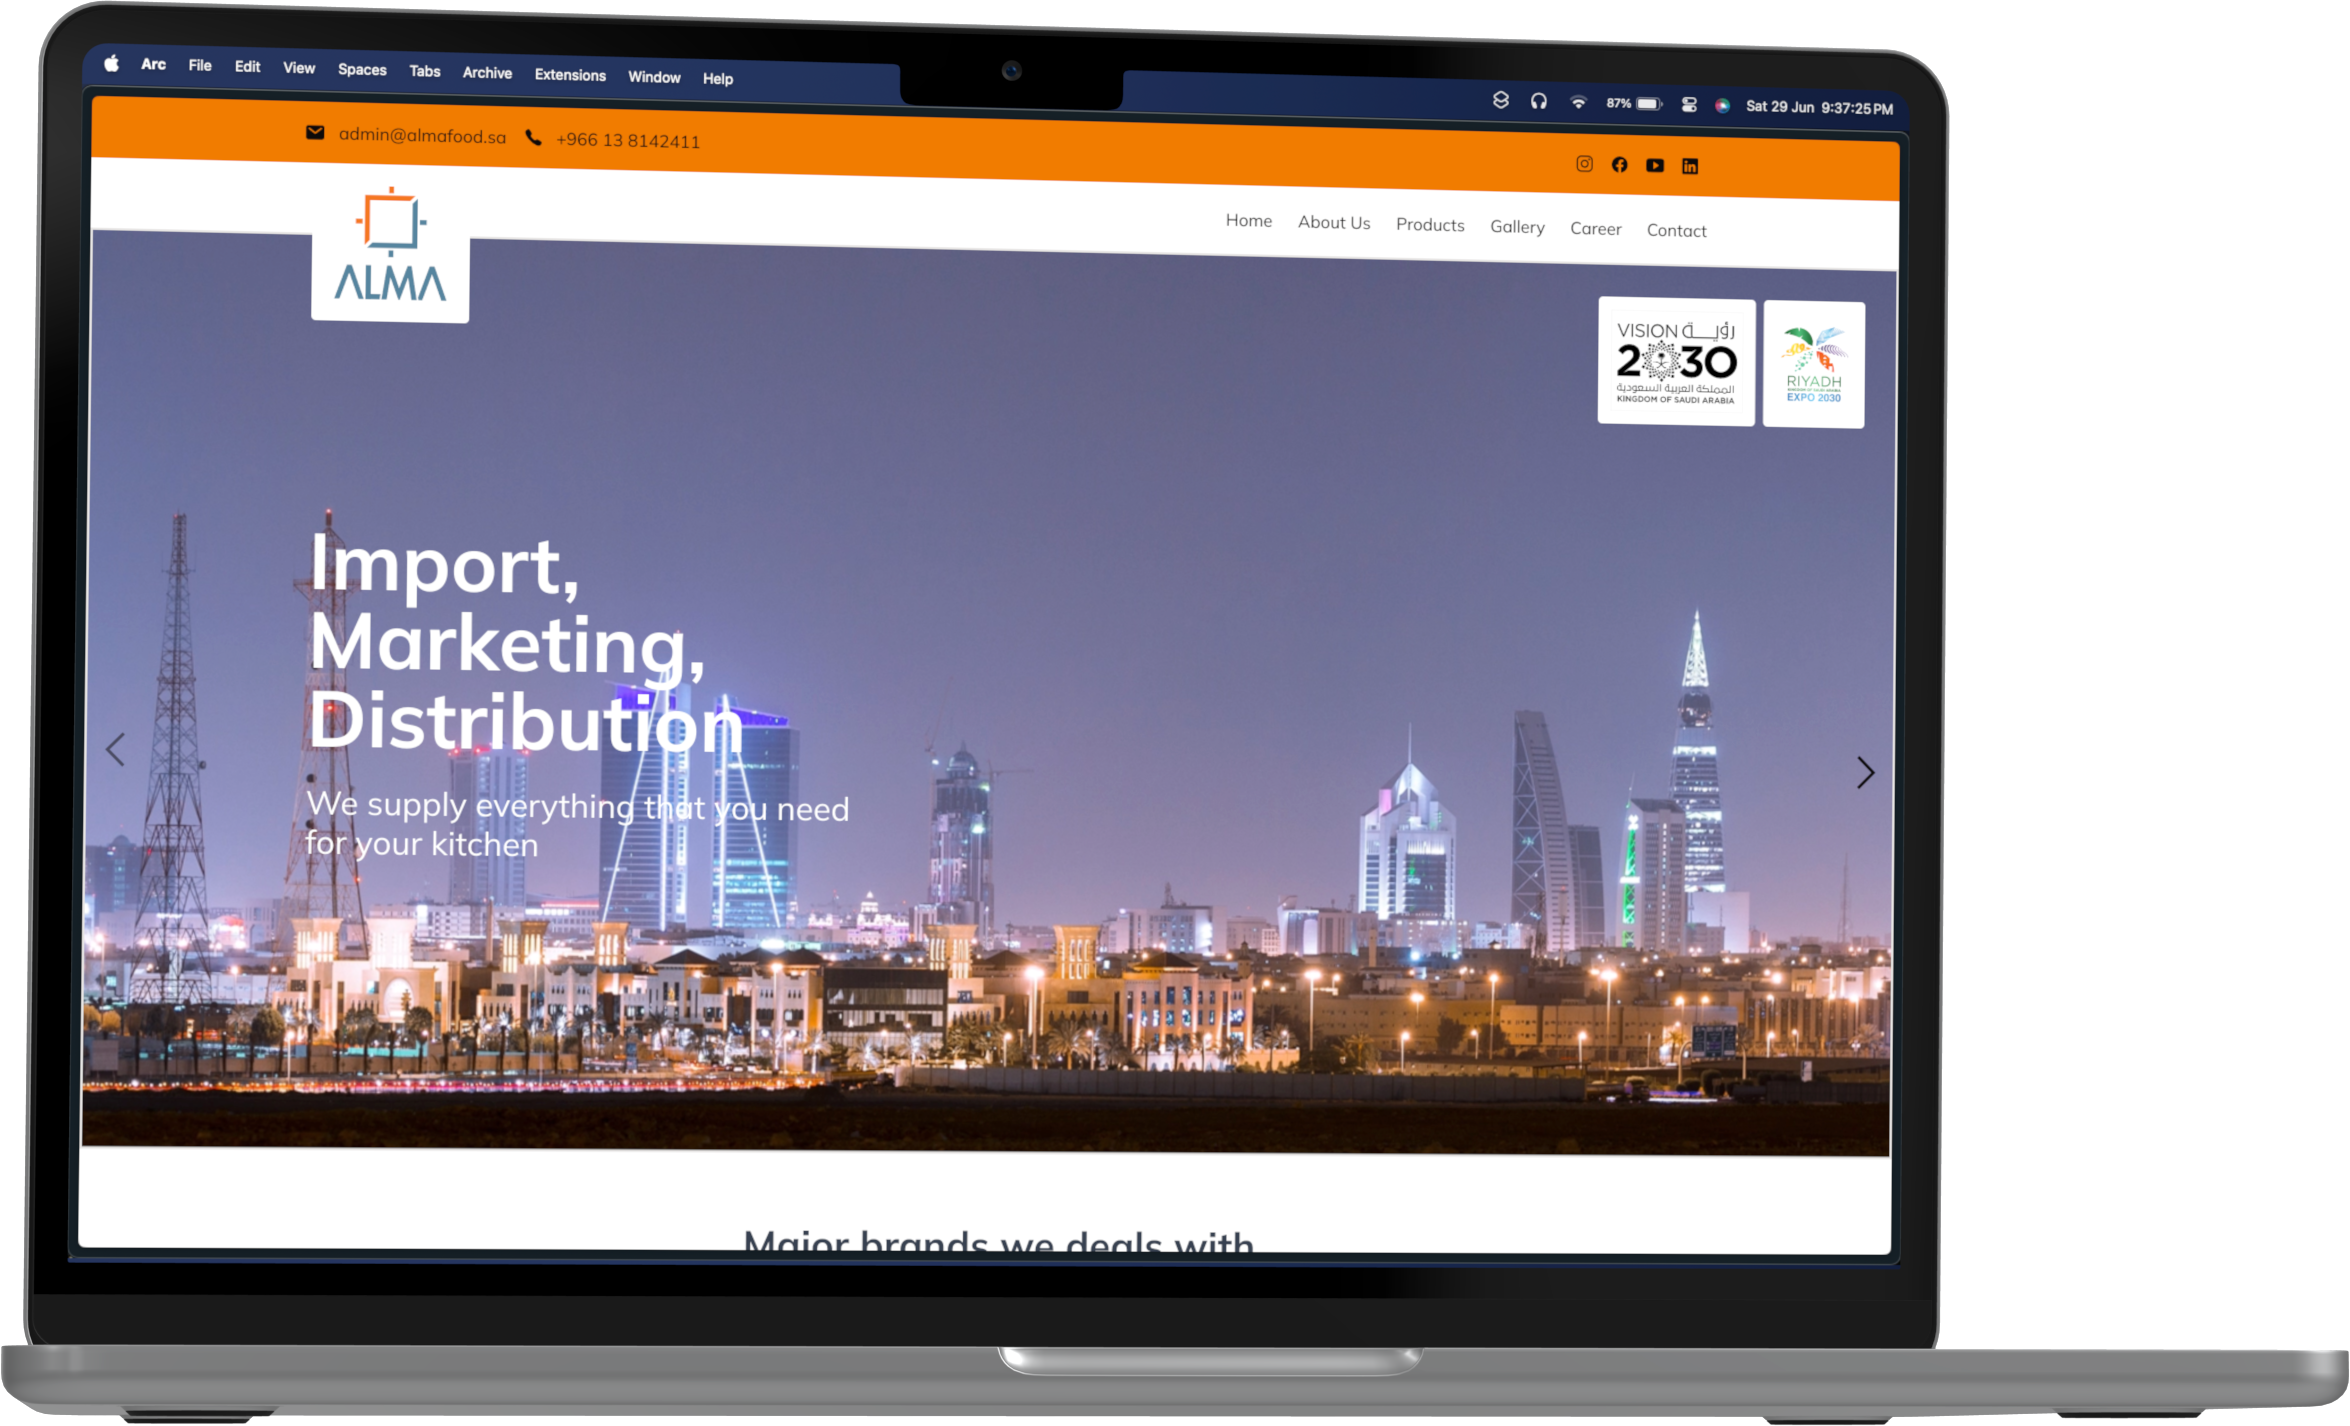 Arc File Edit View Spaces Tabs Archive Extensions Window Help
87% Sat 29 Jun 9:37:25 PM
admin@almafood.sa +966 13 8142411
ALMA
Home About Us Products Gallery Career Contact
VISION رؤيـــة
2030
المملكة العربية السعودية
KINGDOM OF SAUDI ARABIA
RIYADH
EXPO 2030
Import,
Marketing,
Distribution
We supply everything that you need
for your kitchen
Major brands we deals with